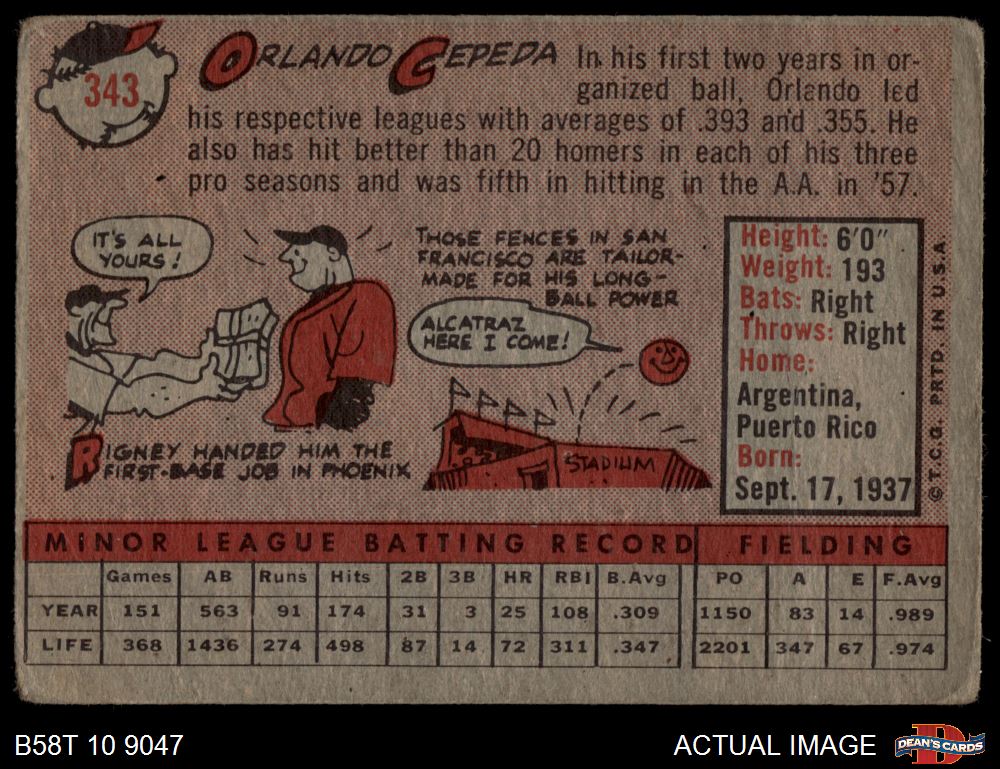 343
ORLANDO CEPEDA
In his first two years in or-
ganized ball, Orlando led
his respective leagues with averages of .393 and .355. He
also has hit better than 20 homers in each of his three
pro seasons and was fifth in hitting in the A.A. in '57.
IT'S ALL
YOURS!
RIGNEY HANDED HIM THE
FIRST-BASE JOB IN PHOENIX
THOSE FENCES IN SAN
FRANCISCO ARE TAILOR-
MADE FOR HIS LONG-
BALL POWER
ALCATRAZ
HERE I COME!
STADIUM
Height: 6'0"
Weight: 193
Bats: Right
Throws: Right
Home:
Argentina,
Puerto Rico
Born:
Sept. 17, 1937
© T.C.G. PRTD. IN U.S.A.
MINOR LEAGUE BATTING RECORD FIELDING
Games AB Runs Hits 2B 3B HR RBI B.Avg PO A E F.Avg
YEAR 151 563 91 174 31 3 25 108 .309 1150 83 14 .989
LIFE 368 1436 274 498 87 14 72 311 .347 2201 347 67 .974
B58T 10 9047
ACTUAL IMAGE
D
DEAN'S CARDS